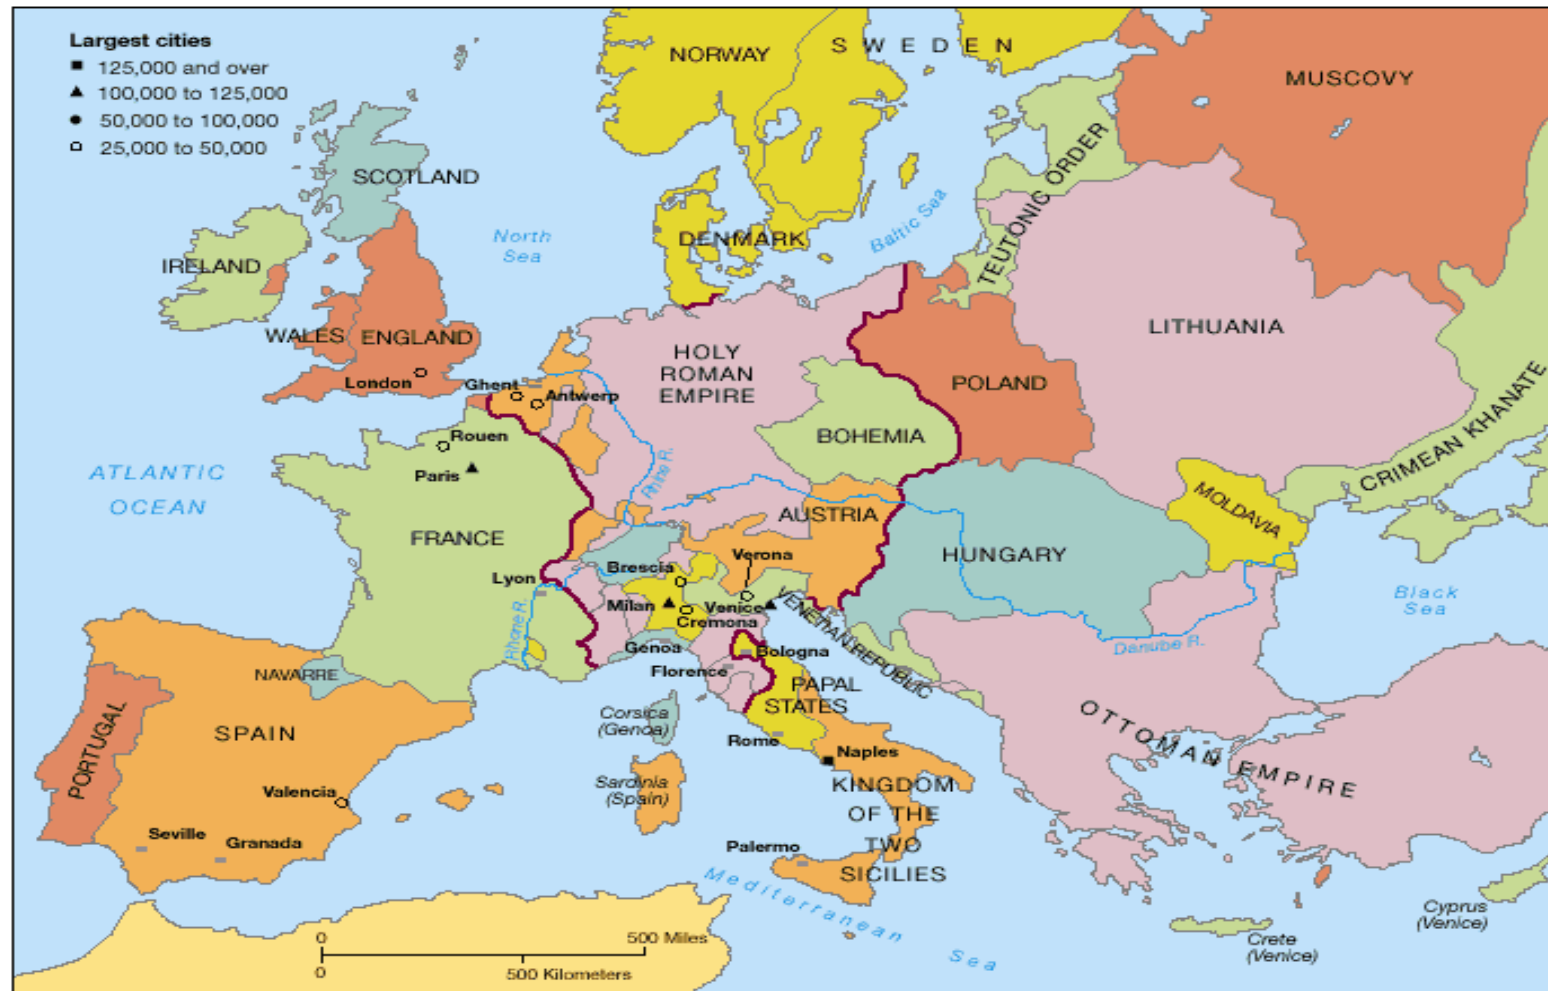 Largest cities
125,000 and over
100,000 to 125,000
50,000 to 100,000
25,000 to 50,000
NORWAY
SWEDEN
MUSCOVY
SCOTLAND
North
Sea
DENMARK
Baltic Sea
TEUTONIC ORDER
IRELAND
WALES
ENGLAND
London
LITHUANIA
HOLY
ROMAN
EMPIRE
Ghent
Antwerp
POLAND
CRIMEAN KHANATE
Rouen
Paris
BOHEMIA
Rhine R.
ATLANTIC
OCEAN
MOLDAVIA
AUSTRIA
FRANCE
HUNGARY
Verona
Brescia
Lyon
Milan
Venice
Cremona
VENETIAN REPUBLIC
Black
Sea
Rhone R.
Genoa
Bologna
Danube R.
Florence
NAVARRE
PAPAL
STATES
PORTUGAL
SPAIN
Corsica
(Genoa)
Rome
Naples
OTTOMAN EMPIRE
Sardinia
(Spain)
KINGDOM
OF THE
TWO
SICILIES
Valencia
Seville
Granada
Palermo
Mediterranean Sea
Cyprus
(Venice)
Crete
(Venice)
0
500 Miles
0
500 Kilometers